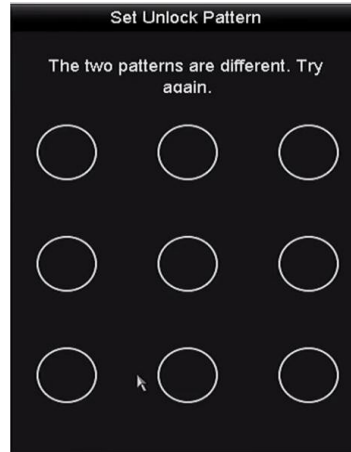 Set Unlock Pattern
The two patterns are different. Try
again.